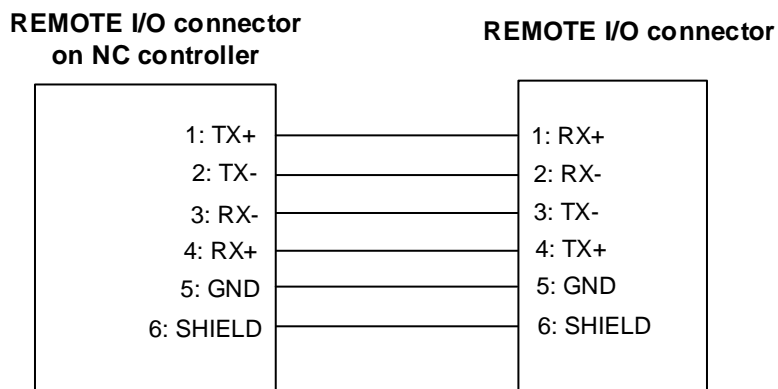 REMOTE I/O connector
on NC controller
REMOTE I/O connector
1: TX+
2: TX-
3: RX-
4: RX+
5: GND
6: SHIELD
1: RX+
2: RX-
3: TX-
4: TX+
5: GND
6: SHIELD